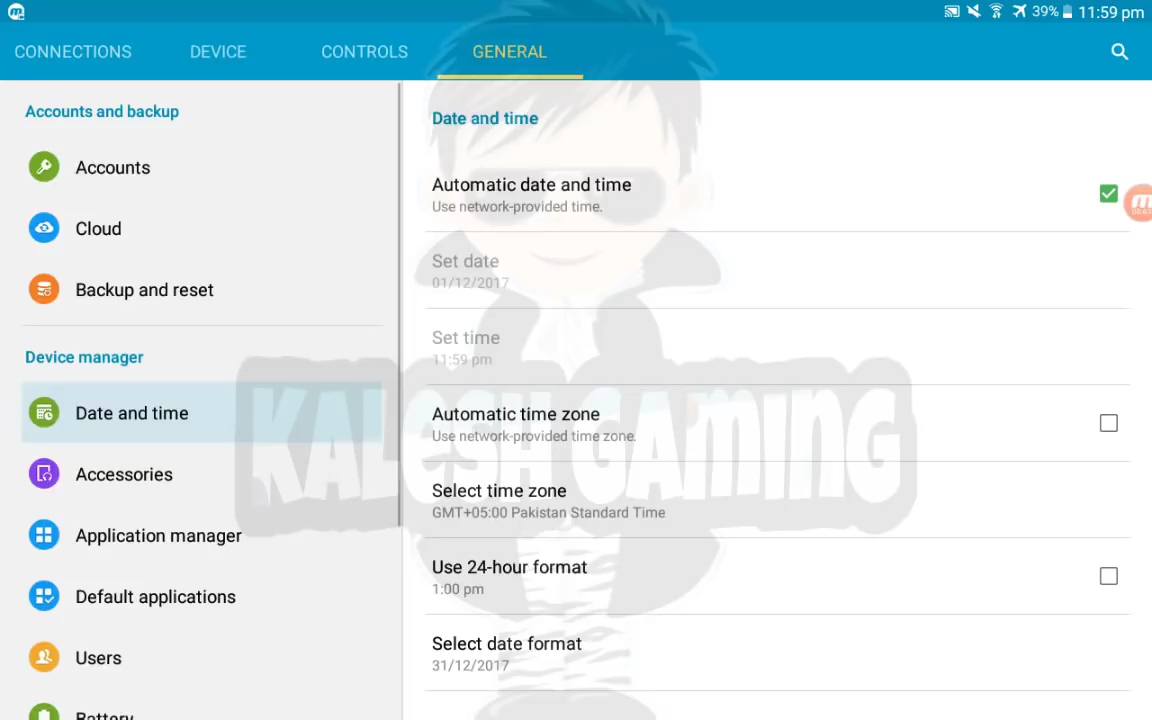 39% 11:59 pm
CONNECTIONS DEVICE CONTROLS GENERAL
Accounts and backup
Accounts
Cloud
Backup and reset
Device manager
Date and time
Accessories
Application manager
Default applications
Users
Battery
Date and time
Automatic date and time
Use network-provided time.
Set date
01/12/2017
Set time
11:59 pm
Automatic time zone
Use network-provided time zone.
Select time zone
GMT+05:00 Pakistan Standard Time
Use 24-hour format
1:00 pm
Select date format
31/12/2017
KALESH GAMING